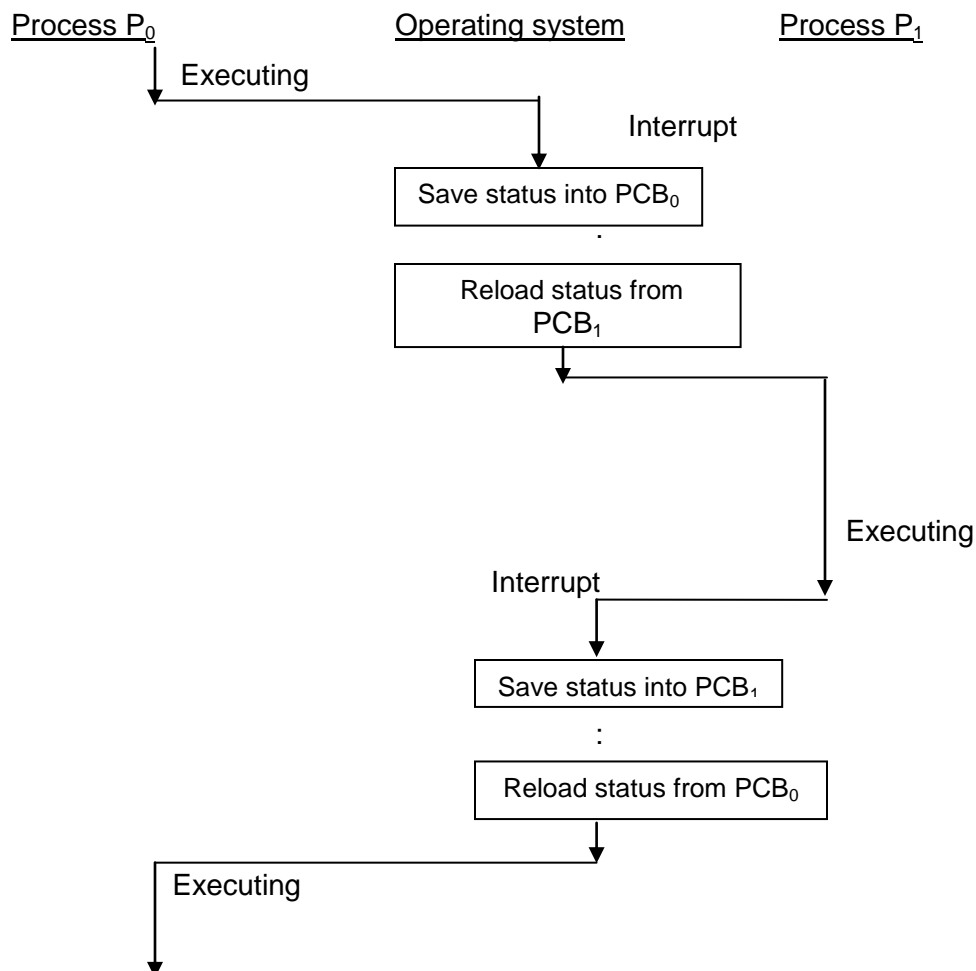 Process P₀ Operating system Process P₁
Executing
Interrupt
Save status into PCB₀
.
Reload status from
PCB₁
Executing
Interrupt
Save status into PCB₁
:
Reload status from PCB₀
Executing